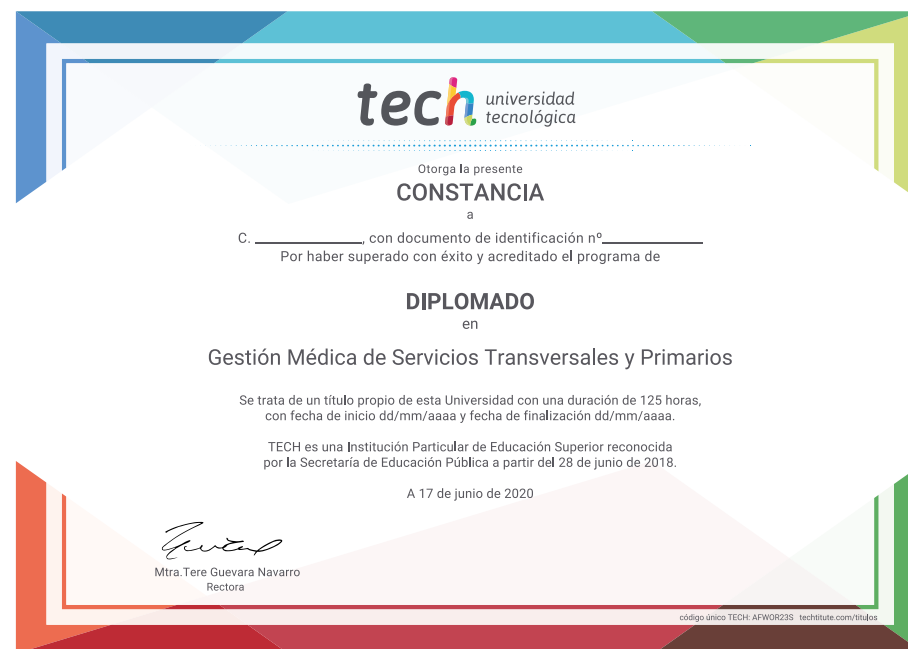 tech universidad
tecnológica
Otorga la presente
CONSTANCIA
a
C. ____________, con documento de identificación nº____________
Por haber superado con éxito y acreditado el programa de
DIPLOMADO
en
Gestión Médica de Servicios Transversales y Primarios
Se trata de un título propio de esta Universidad con una duración de 125 horas,
con fecha de inicio dd/mm/aaaa y fecha de finalización dd/mm/aaaa.
TECH es una Institución Particular de Educación Superior reconocida
por la Secretaría de Educación Pública a partir del 28 de junio de 2018.
A 17 de junio de 2020
Mtra.Tere Guevara Navarro
Rectora
código único TECH: AFWOR23S techtitute.com/titulos